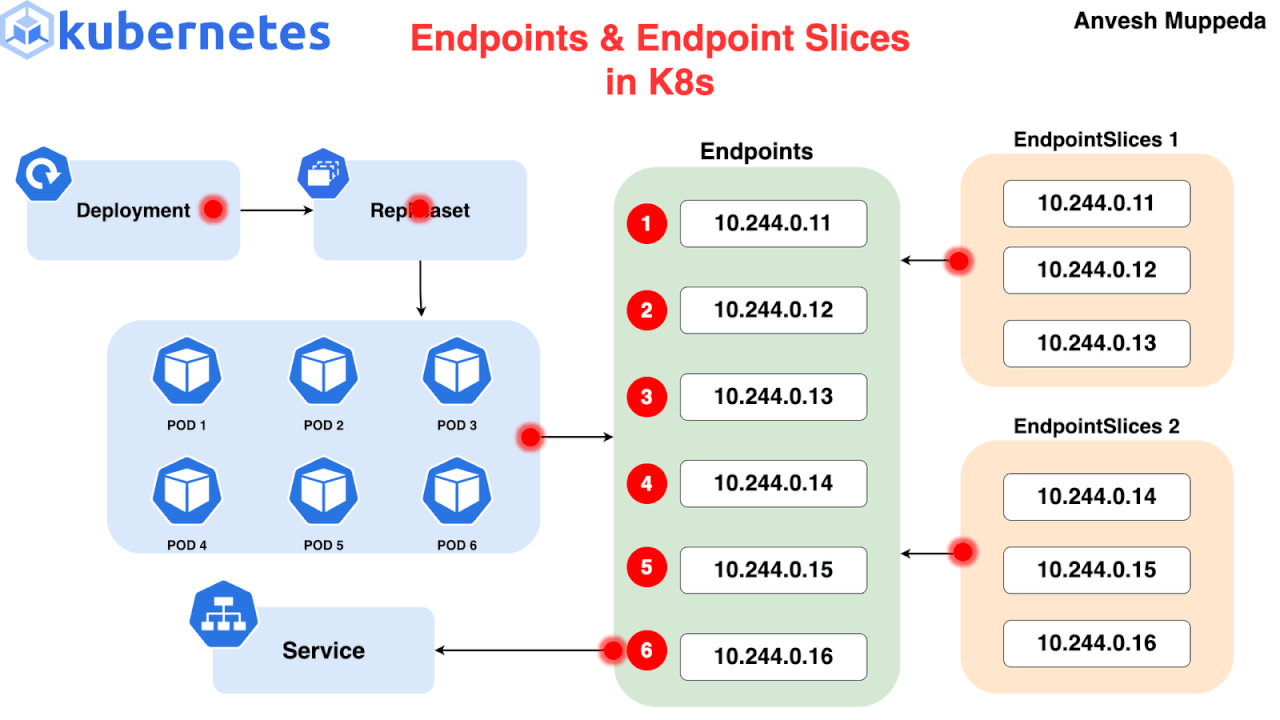 kubernetes
Endpoints & Endpoint Slices
in K8s
Anvesh Muppeda
Deployment
Endpoints
1
10.244.0.11
2
10.244.0.12
3
10.244.0.13
4
10.244.0.14
5
10.244.0.15
6
10.244.0.16
EndpointSlices 1
10.244.0.11
10.244.0.12
10.244.0.13
EndpointSlices 2
10.244.0.14
10.244.0.15
10.244.0.16
POD 1
POD 2
POD 3
POD 4
POD 5
POD 6
Service